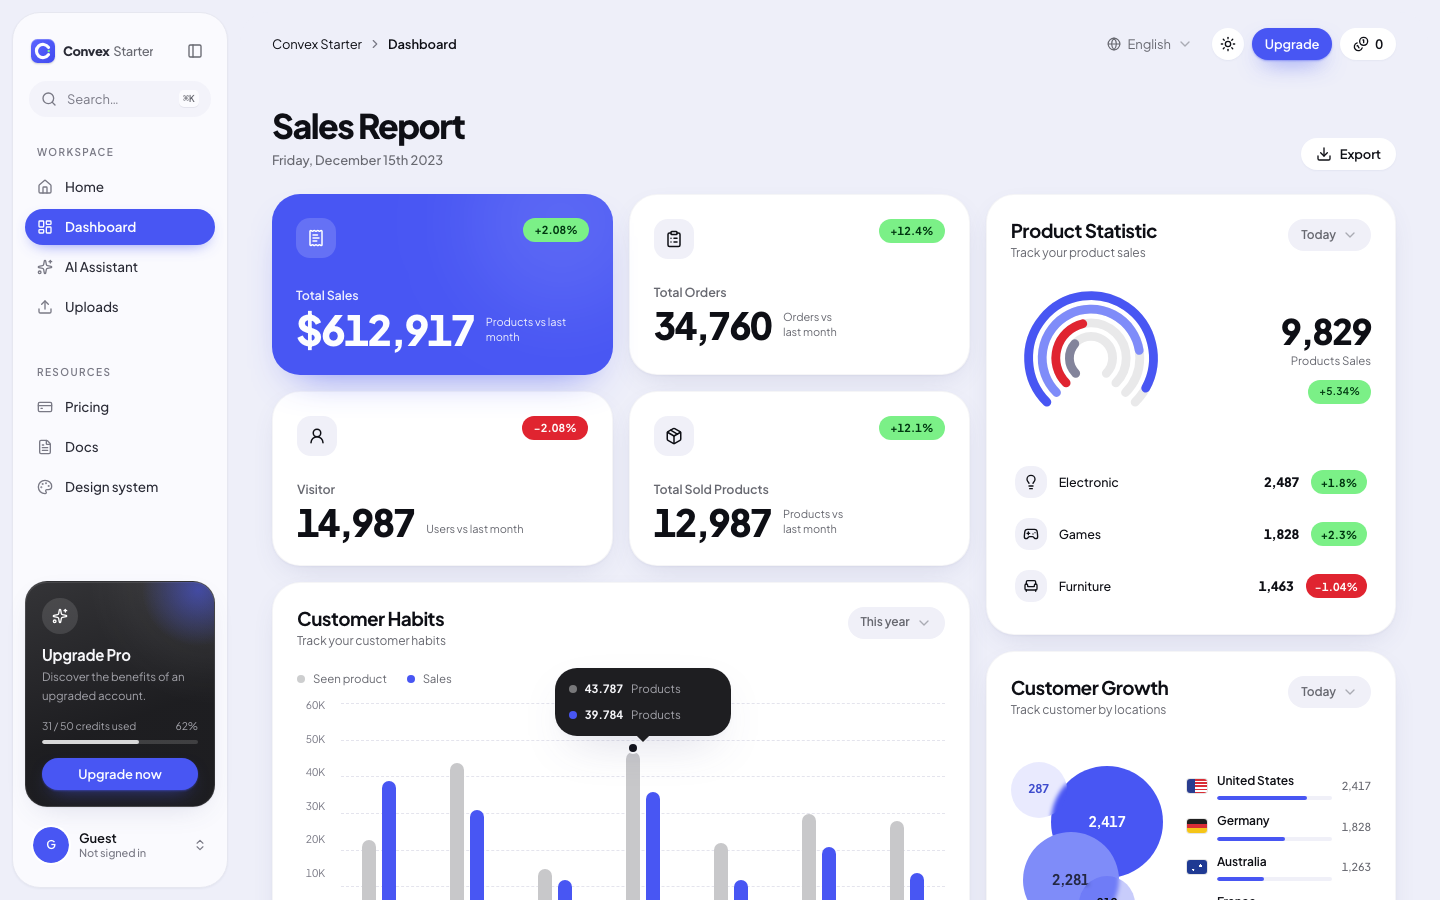 Convex Starter
Search...
⌘K
WORKSPACE
Home
Dashboard
AI Assistant
Uploads
RESOURCES
Pricing
Docs
Design system
Upgrade Pro
Discover the benefits of an
upgraded account.
31 / 50 credits used 62%
Upgrade now
G
Guest
Not signed in
Convex Starter > Dashboard
English
Upgrade
0
Sales Report
Friday, December 15th 2023
Export
+2.08%
Total Sales
$612,917 Products vs last
month
+12.4%
Total Orders
34,760 Orders vs
last month
−2.08%
Visitor
14,987 Users vs last month
+12.1%
Total Sold Products
12,987 Products vs
last month
Product Statistic
Track your product sales
Today
9,829
Products Sales
+5.34%
Electronic 2,487 +1.8%
Games 1,828 +2.3%
Furniture 1,463 −1.04%
Customer Habits
Track your customer habits
This year
Seen product Sales
43.787 Products
39.784 Products
60K
50K
40K
30K
20K
10K
Customer Growth
Track customer by locations
Today
287
2,417
2,281
United States 2,417
Germany 1,828
Australia 1,263